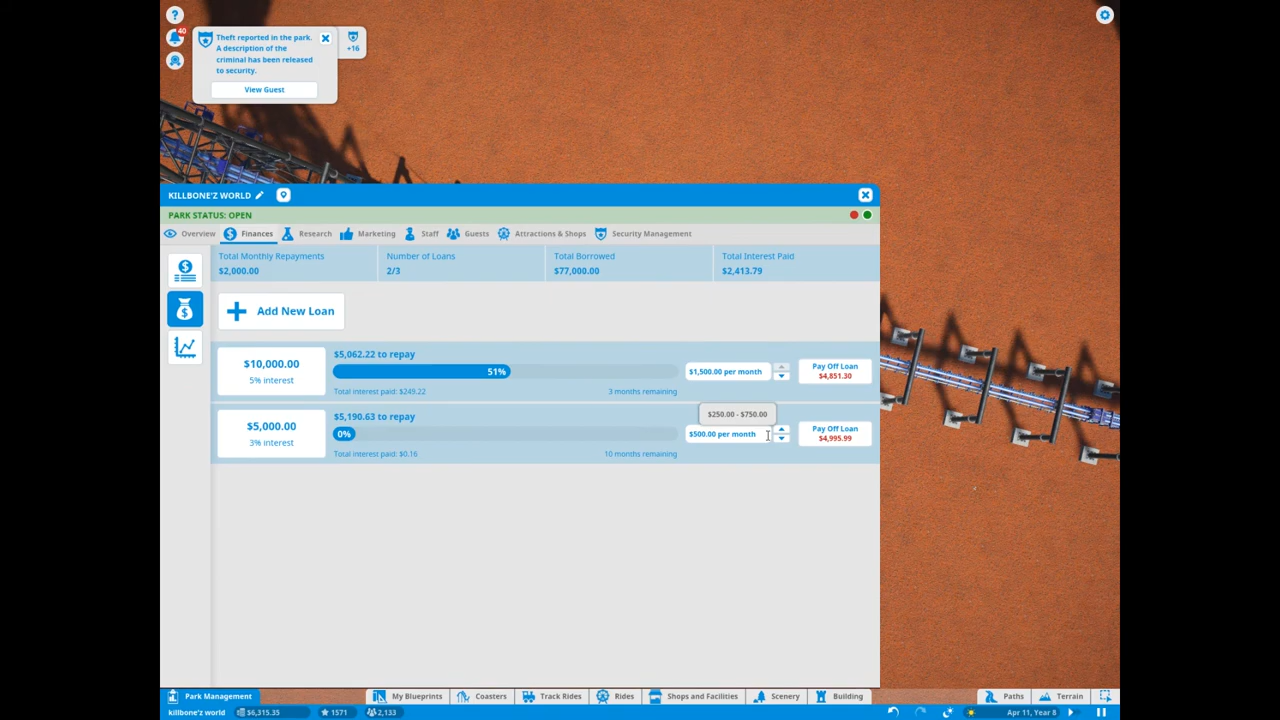 ?
40
Theft reported in the park.
A description of the
criminal has been released
to security.
View Guest
+16
KILLBONE'Z WORLD
PARK STATUS: OPEN
Overview
Finances
Research
Marketing
Staff
Guests
Attractions & Shops
Security Management
Total Monthly Repayments
$2,000.00
Number of Loans
2/3
Total Borrowed
$77,000.00
Total Interest Paid
$2,413.79
Add New Loan
$10,000.00
5% interest
$5,062.22 to repay
51%
Total interest paid: $249.22
3 months remaining
$1,500.00 per month
Pay Off Loan
$4,851.30
$5,000.00
3% interest
$5,190.63 to repay
0%
Total interest paid: $0.16
10 months remaining
$250.00 - $750.00
$500.00 per month
Pay Off Loan
$4,995.99
Park Management
My Blueprints
Coasters
Track Rides
Rides
Shops and Facilities
Scenery
Building
Paths
Terrain
killbone'z world
$6,315.35
1571
2,133
Apr 11, Year 8